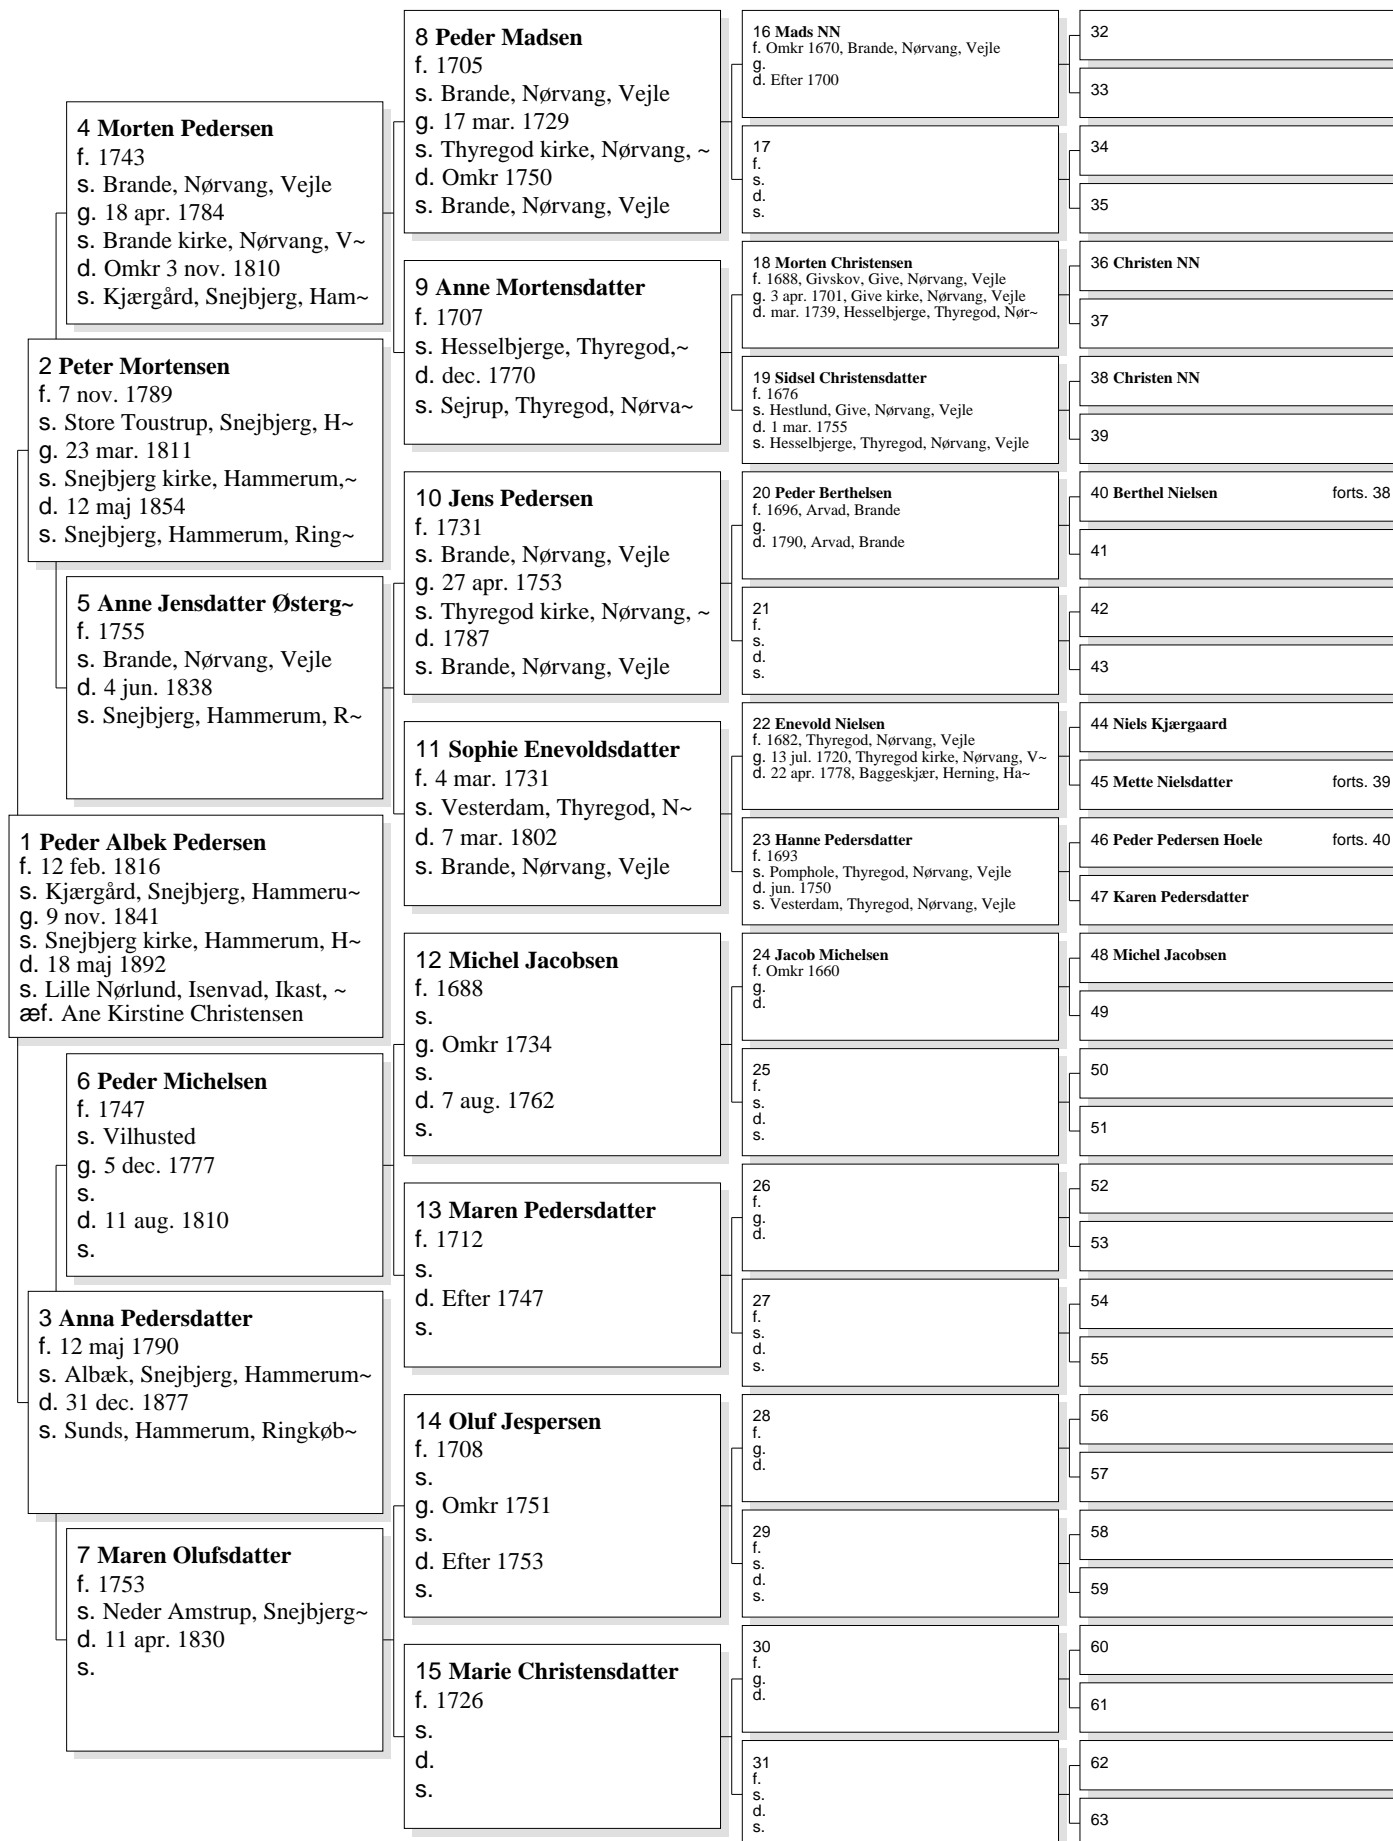 1 Peder Albek Pedersen
f. 12 feb. 1816
s. Kjærgård, Snejbjerg, Hammeru~
g. 9 nov. 1841
s. Snejbjerg kirke, Hammerum, H~
d. 18 maj 1892
s. Lille Nørlund, Isenvad, Ikast, ~
æf. Ane Kirstine Christensen
2 Peter Mortensen
f. 7 nov. 1789
s. Store Toustrup, Snejbjerg, H~
g. 23 mar. 1811
s. Snejbjerg kirke, Hammerum,~
d. 12 maj 1854
s. Snejbjerg, Hammerum, Ring~
3 Anna Pedersdatter
f. 12 maj 1790
s. Albæk, Snejbjerg, Hammerum~
d. 31 dec. 1877
s. Sunds, Hammerum, Ringkøb~
4 Morten Pedersen
f. 1743
s. Brande, Nørvang, Vejle
g. 18 apr. 1784
s. Brande kirke, Nørvang, V~
d. Omkr 3 nov. 1810
s. Kjærgård, Snejbjerg, Ham~
5 Anne Jensdatter Østerg~
f. 1755
s. Brande, Nørvang, Vejle
d. 4 jun. 1838
s. Snejbjerg, Hammerum, R~
6 Peder Michelsen
f. 1747
s. Vilhusted
g. 5 dec. 1777
s.
d. 11 aug. 1810
s.
7 Maren Olufsdatter
f. 1753
s. Neder Amstrup, Snejbjerg~
d. 11 apr. 1830
s.
8 Peder Madsen
f. 1705
s. Brande, Nørvang, Vejle
g. 17 mar. 1729
s. Thyregod kirke, Nørvang, ~
d. Omkr 1750
s. Brande, Nørvang, Vejle
9 Anne Mortensdatter
f. 1707
s. Hesselbjerge, Thyregod,~
d. dec. 1770
s. Sejrup, Thyregod, Nørva~
10 Jens Pedersen
f. 1731
s. Brande, Nørvang, Vejle
g. 27 apr. 1753
s. Thyregod kirke, Nørvang, ~
d. 1787
s. Brande, Nørvang, Vejle
11 Sophie Enevoldsdatter
f. 4 mar. 1731
s. Vesterdam, Thyregod, N~
d. 7 mar. 1802
s. Brande, Nørvang, Vejle
12 Michel Jacobsen
f. 1688
s.
g. Omkr 1734
s.
d. 7 aug. 1762
s.
13 Maren Pedersdatter
f. 1712
s.
d. Efter 1747
s.
14 Oluf Jespersen
f. 1708
s.
g. Omkr 1751
s.
d. Efter 1753
s.
15 Marie Christensdatter
f. 1726
s.
d.
s.
16 Mads NN
f. Omkr 1670, Brande, Nørvang, Vejle
g.
d. Efter 1700
17
f.
s.
d.
s.
18 Morten Christensen
f. 1688, Givskov, Give, Nørvang, Vejle
g. 3 apr. 1701, Give kirke, Nørvang, Vejle
d. mar. 1739, Hesselbjerge, Thyregod, Nør~
19 Sidsel Christensdatter
f. 1676
s. Hestlund, Give, Nørvang, Vejle
d. 1 mar. 1755
s. Hesselbjerge, Thyregod, Nørvang, Vejle
20 Peder Berthelsen
f. 1696, Arvad, Brande
g.
d. 1790, Arvad, Brande
21
f.
s.
d.
s.
22 Enevold Nielsen
f. 1682, Thyregod, Nørvang, Vejle
g. 13 jul. 1720, Thyregod kirke, Nørvang, V~
d. 22 apr. 1778, Baggeskjær, Herning, Ha~
23 Hanne Pedersdatter
f. 1693
s. Pomphole, Thyregod, Nørvang, Vejle
d. jun. 1750
s. Vesterdam, Thyregod, Nørvang, Vejle
24 Jacob Michelsen
f. Omkr 1660
g.
d.
25
f.
s.
d.
s.
26
f.
g.
d.
27
f.
s.
d.
s.
28
f.
g.
d.
29
f.
s.
d.
s.
30
f.
g.
d.
31
f.
s.
d.
s.
32
33
34
35
36 Christen NN
37
38 Christen NN
39
40 Berthel Nielsen forts. 38
41
42
43
44 Niels Kjærgaard
45 Mette Nielsdatter forts. 39
46 Peder Pedersen Hoele forts. 40
47 Karen Pedersdatter
48 Michel Jacobsen
49
50
51
52
53
54
55
56
57
58
59
60
61
62
63